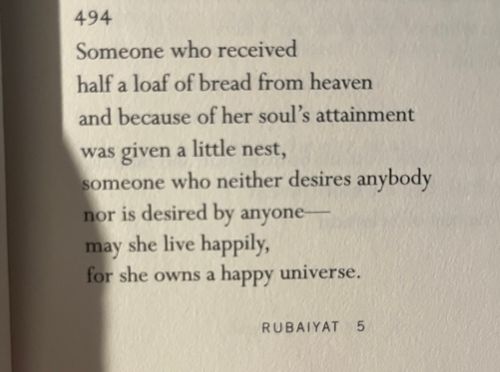 494
Someone who received
half a loaf of bread from heaven
and because of her soul's attainment
was given a little nest,
someone who neither desires anybody
nor is desired by anyone—
may she live happily,
for she owns a happy universe.
RUBAIYAT 5